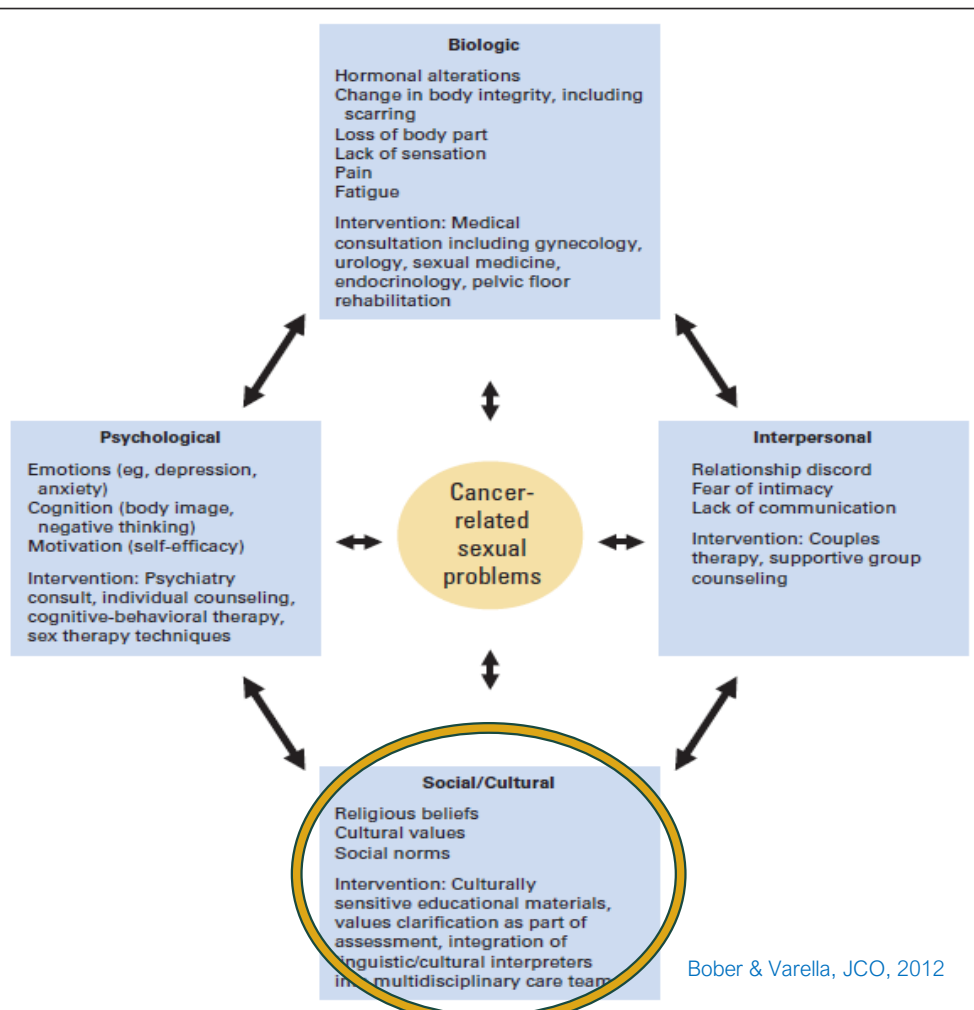 Biologic
Hormonal alterations
Change in body integrity, including
scarring
Loss of body part
Lack of sensation
Pain
Fatigue
Intervention: Medical
consultation including gynecology,
urology, sexual medicine,
endocrinology, pelvic floor
rehabilitation
Psychological
Emotions (eg, depression,
anxiety)
Cognition (body image,
negative thinking)
Motivation (self-efficacy)
Intervention: Psychiatry
consult, individual counseling,
cognitive-behavioral therapy,
sex therapy techniques
Cancer-
related
sexual
problems
Interpersonal
Relationship discord
Fear of intimacy
Lack of communication
Intervention: Couples
therapy, supportive group
counseling
Social/Cultural
Religious beliefs
Cultural values
Social norms
Intervention: Culturally
sensitive educational materials,
values clarification as part of
assessment, integration of
linguistic/cultural interpreters
into multidisciplinary care team
Bober & Varella, JCO, 2012